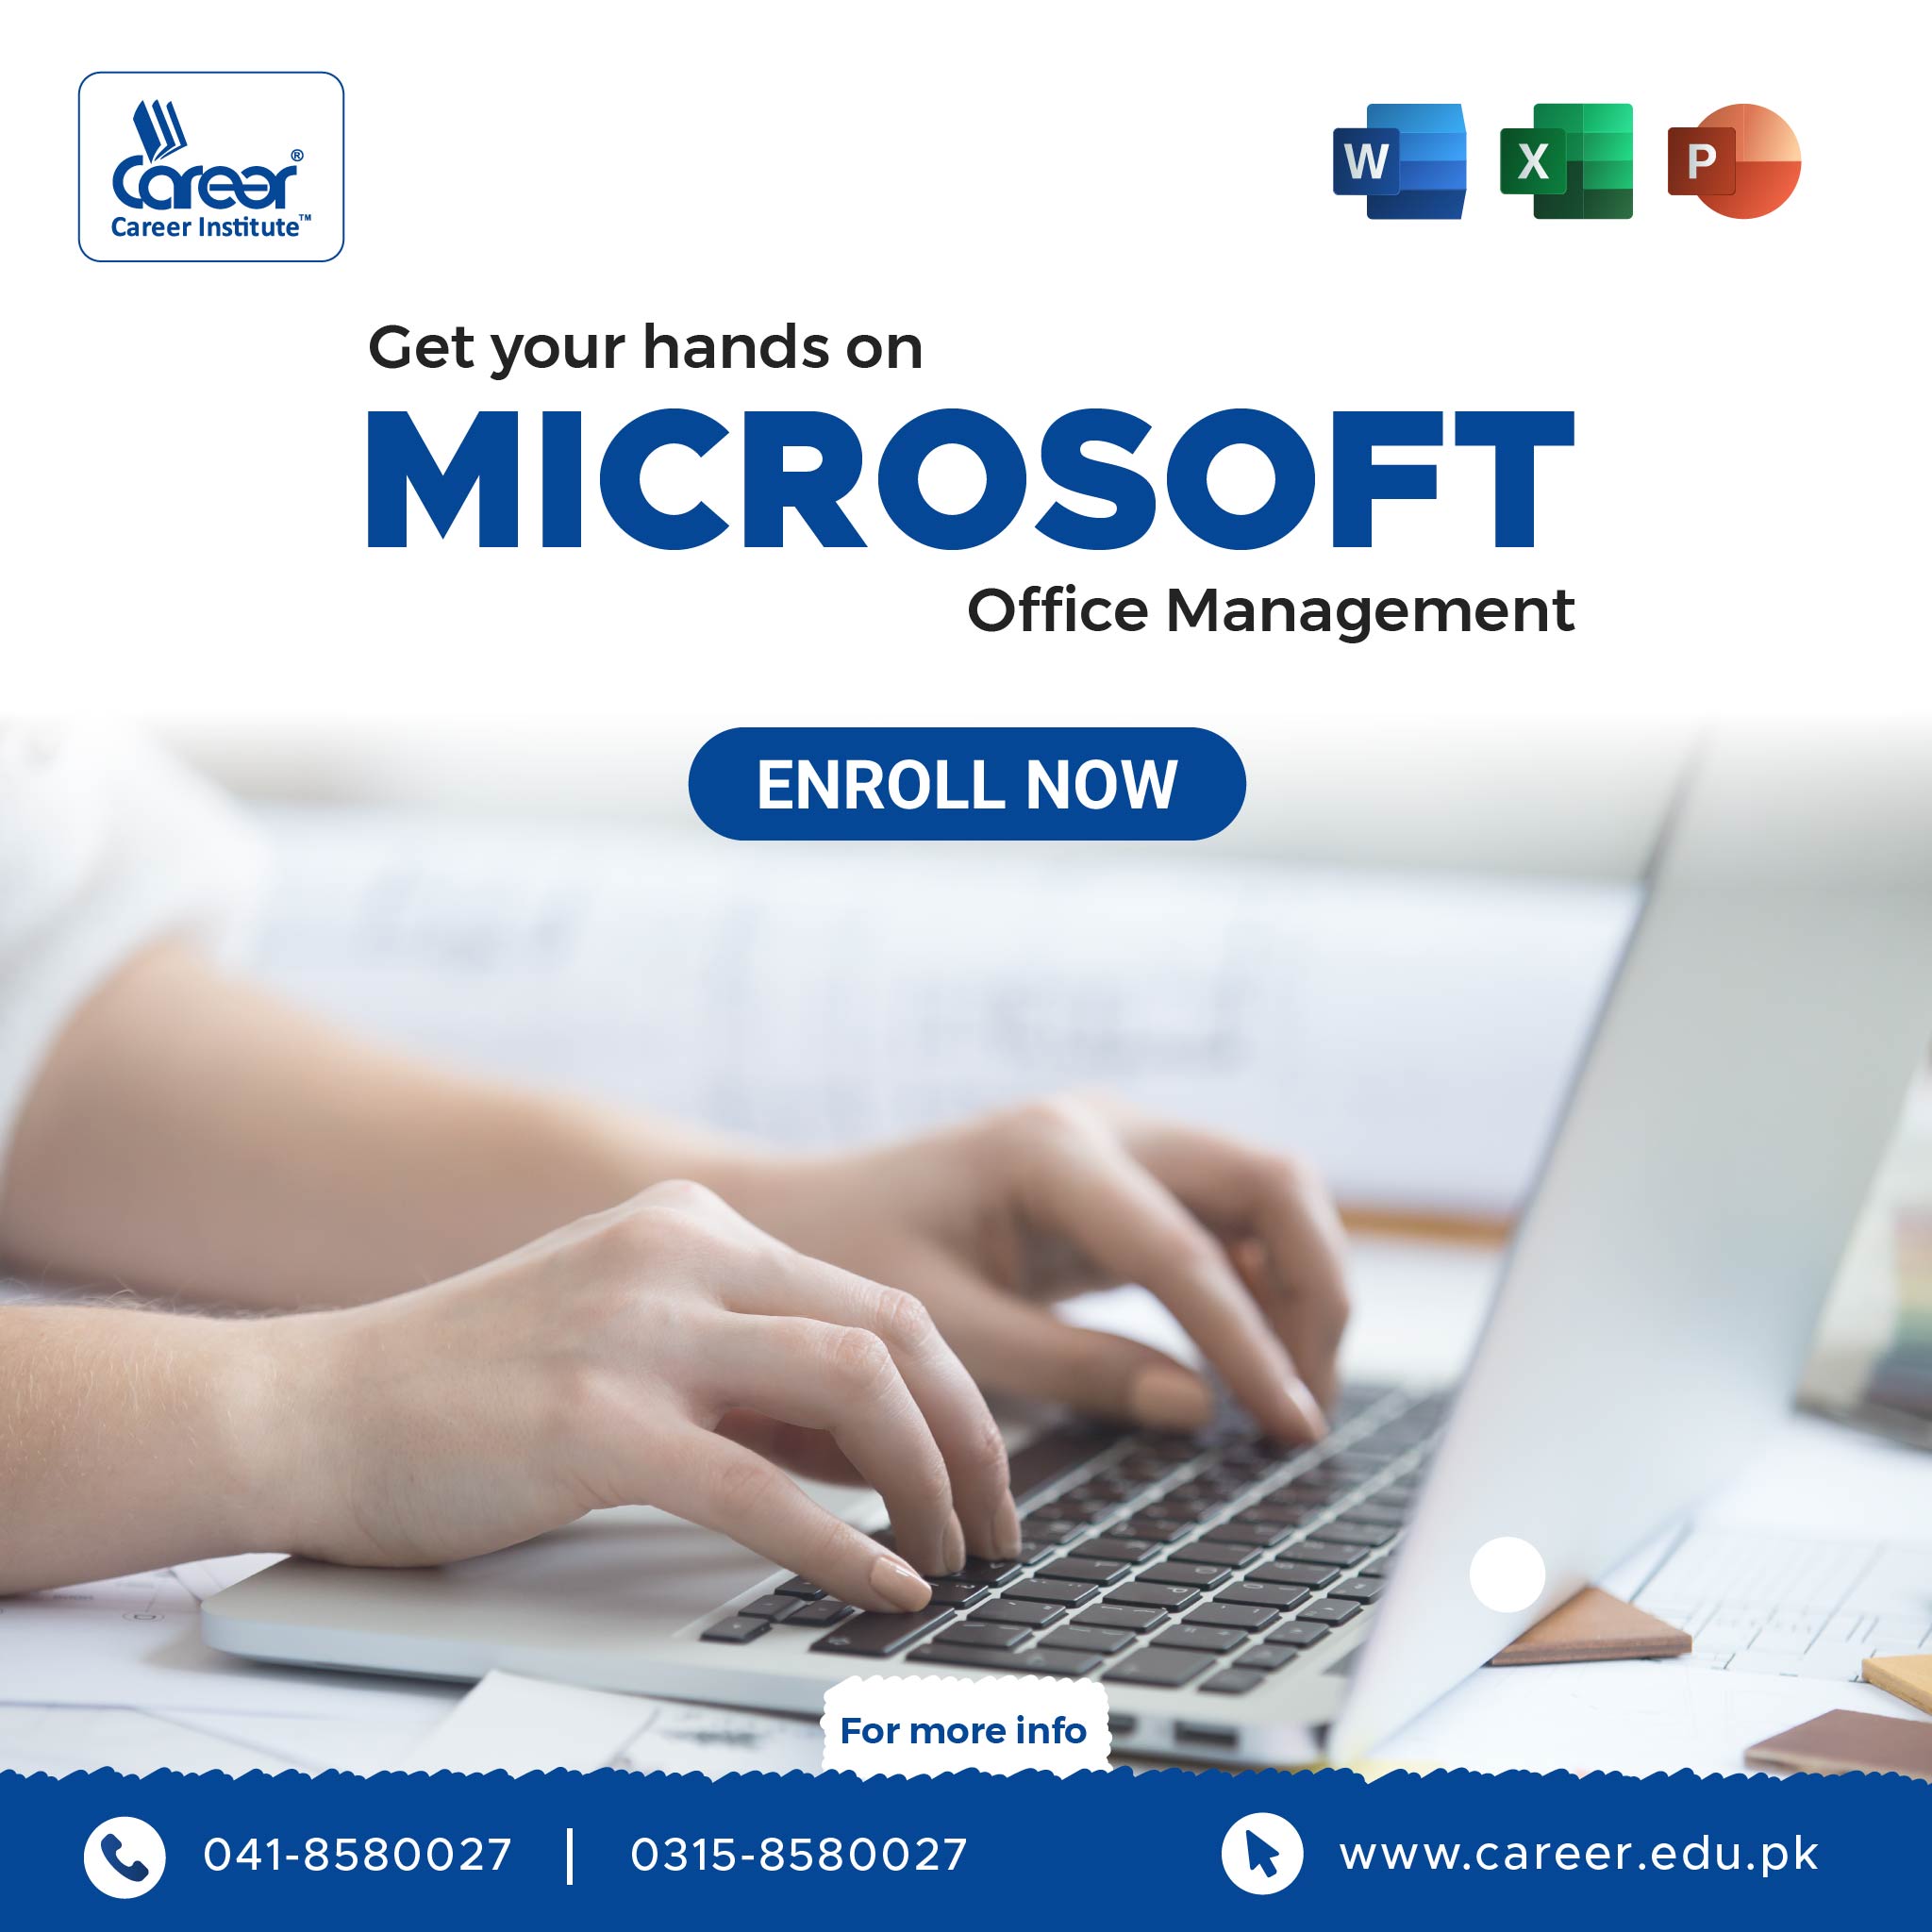 Career®
Career Institute™
W X P
Get your hands on
MICROSOFT
Office Management
ENROLL NOW
For more info
041-8580027 | 0315-8580027
www.career.edu.pk